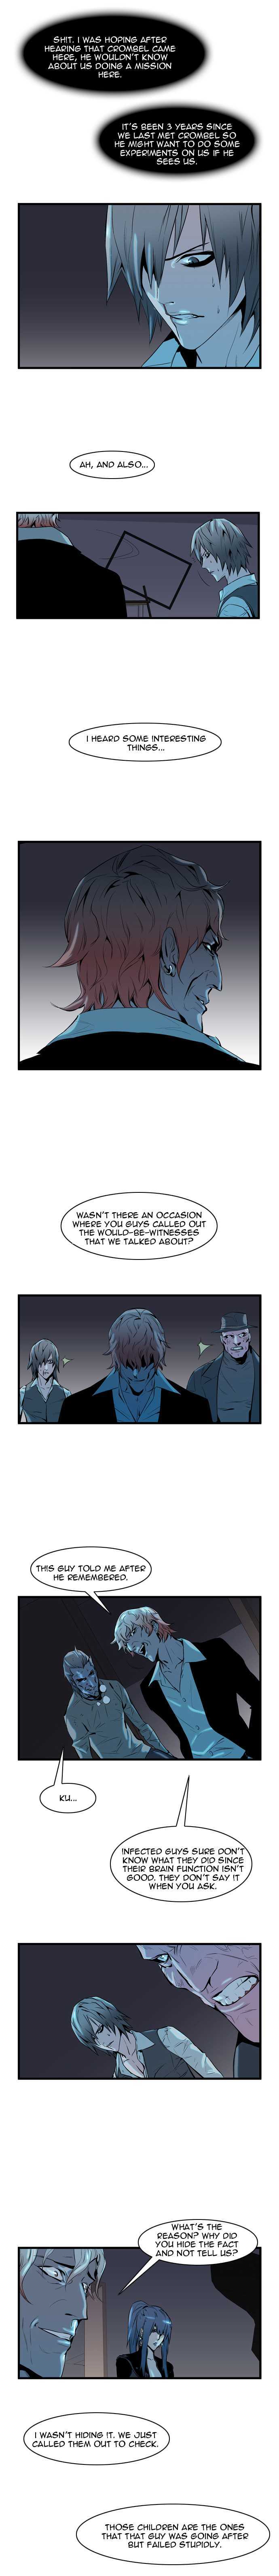 SHIT. I WAS HOPING AFTER
HEARING THAT CROMBEL CAME
HERE, HE WOULDN'T KNOW
ABOUT US DOING A MISSION
HERE.
IT'S BEEN 3 YEARS SINCE
WE LAST MET CROMBEL SO
HE MIGHT WANT TO DO SOME
EXPERIMENTS ON US IF HE
SEES US.
AH, AND ALSO...
I HEARD SOME INTERESTING
THINGS...
WASN'T THERE AN OCCASION
WHERE YOU GUYS CALLED OUT
THE WOULD-BE-WITNESSES
THAT WE TALKED ABOUT?
THIS GUY TOLD ME AFTER
HE REMEMBERED.
KU...
INFECTED GUYS SURE DON'T
KNOW WHAT THEY DID SINCE
THEIR BRAIN FUNCTION ISN'T
GOOD. THEY DON'T SAY IT
WHEN YOU ASK.
WHAT'S THE
REASON? WHY DID
YOU HIDE THE FACT
AND NOT TELL US?
I WASN'T HIDING IT. WE JUST
CALLED THEM OUT TO CHECK.
THOSE CHILDREN ARE THE ONES
THAT THAT GUY WAS GOING AFTER
BUT FAILED STUPIDLY.